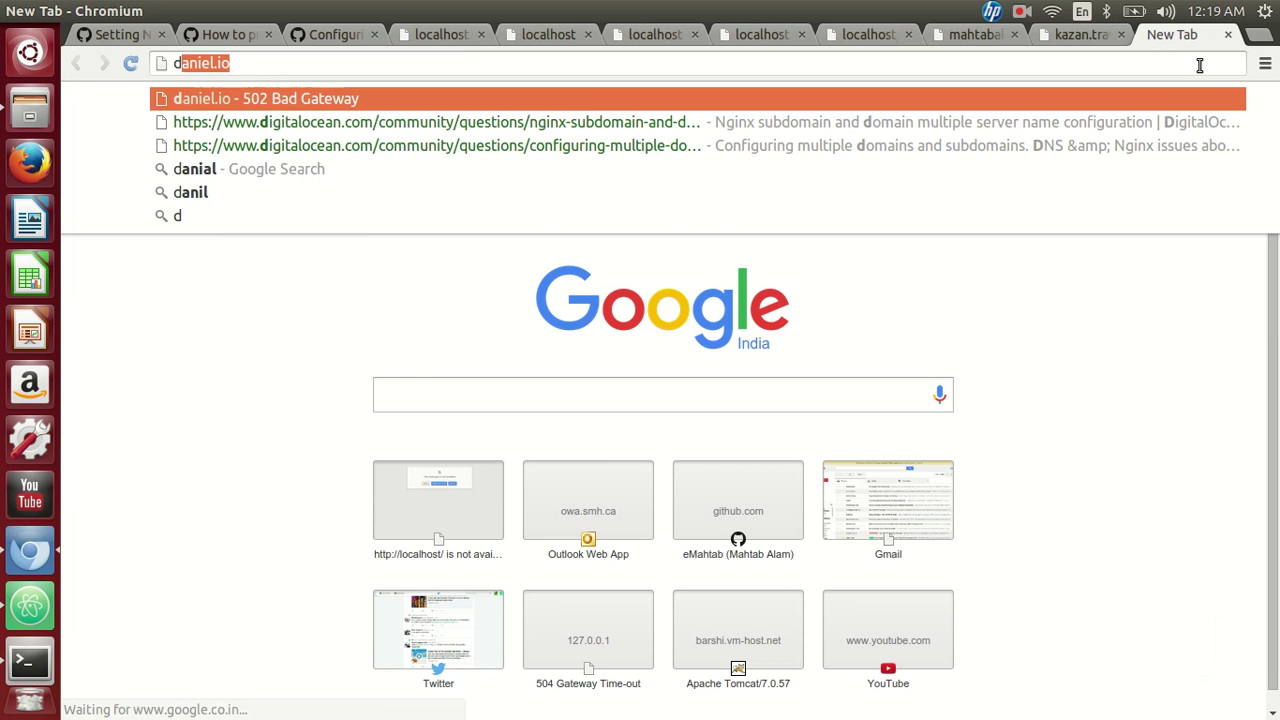 New Tab - Chromium
En
12:19 AM
Setting N
How to p
Configuri
localhost
localhost
localhost
localhost
localhost
mahtabal
kazan.tra
New Tab
daniel.io
daniel.io - 502 Bad Gateway
https://www.digitalocean.com/community/questions/nginx-subdomain-and-d... - Nginx subdomain and domain multiple server name configuration | DigitalOc...
https://www.digitalocean.com/community/questions/configuring-multiple-do... - Configuring multiple domains and subdomains. DNS &amp; Nginx issues abo...
danial - Google Search
danil
d
Google
India
owa.smh.ca
github.com
http://localhost/ is not avai...
Outlook Web App
eMahtab (Mahtab Alam)
Gmail
127.0.0.1
barshi.vm-host.net
www.youtube.com
Twitter
504 Gateway Time-out
Apache Tomcat/7.0.57
YouTube
You
Tube
Waiting for www.google.co.in...